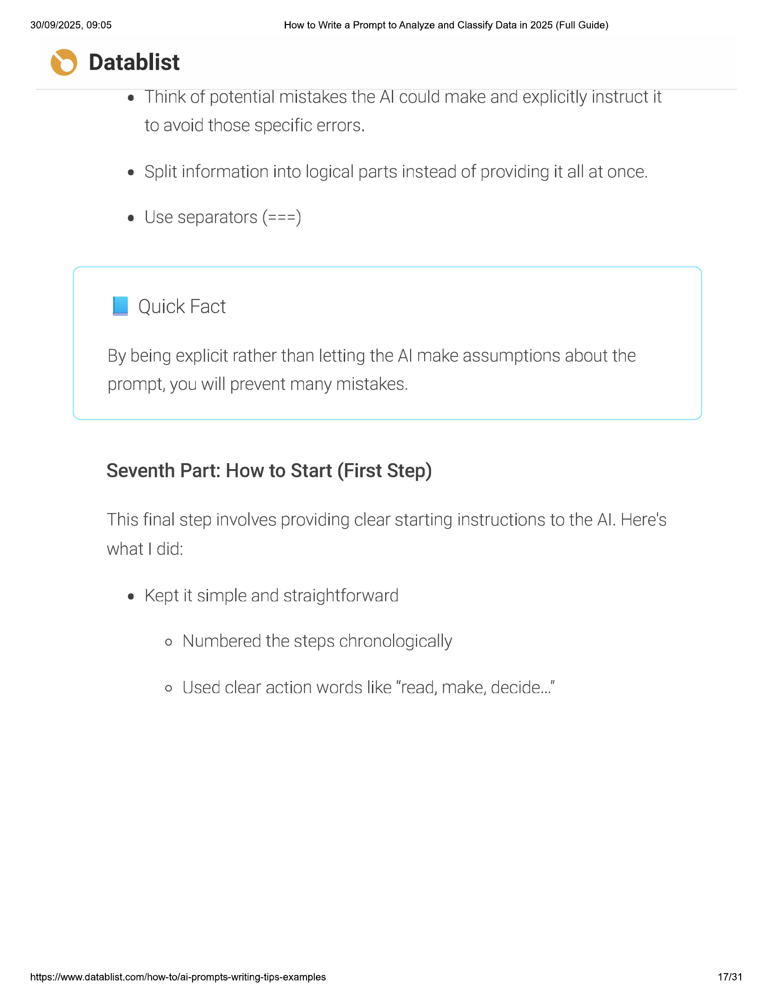 30/09/2025, 09:05
How to Write a Prompt to Analyze and Classify Data in 2025 (Full Guide)
Datablist
• Think of potential mistakes the AI could make and explicitly instruct it
to avoid those specific errors.
• Split information into logical parts instead of providing it all at once.
• Use separators (===)
📘 Quick Fact
By being explicit rather than letting the AI make assumptions about the
prompt, you will prevent many mistakes.
Seventh Part: How to Start (First Step)
This final step involves providing clear starting instructions to the AI. Here's
what I did:
• Kept it simple and straightforward
◦ Numbered the steps chronologically
◦ Used clear action words like “read, make, decide...”
https://www.datablist.com/how-to/ai-prompts-writing-tips-examples
17/31